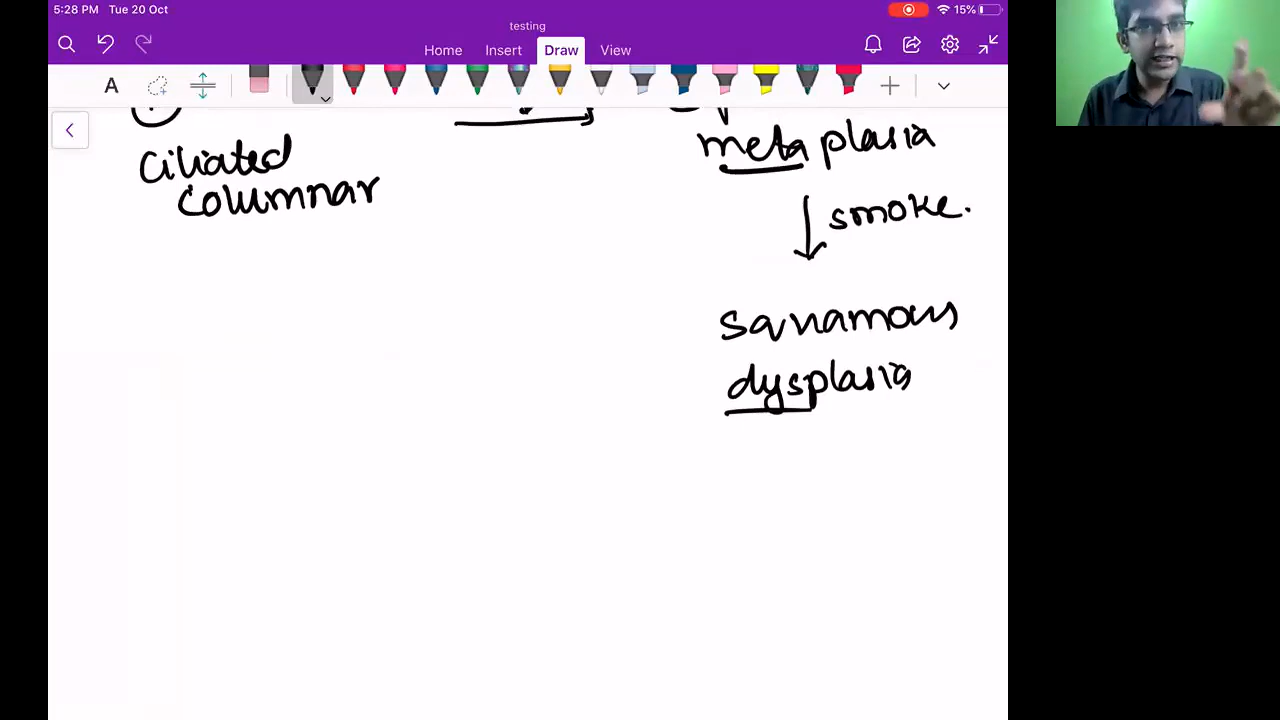 5:28 PM Tue 20 Oct
15%
testing
Home Insert Draw View
A
ciliated
columnar
metaplasia
smoke.
squamous
dysplasia